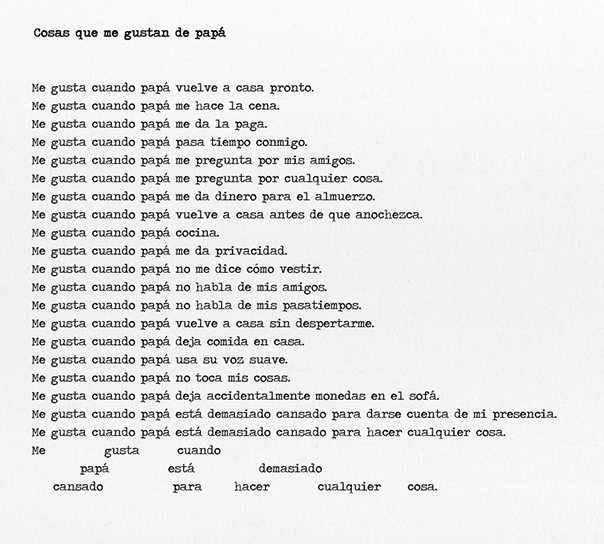 Cosas que me gustan de papá
Me gusta cuando papá vuelve a casa pronto.
Me gusta cuando papá me hace la cena.
Me gusta cuando papá me da la paga.
Me gusta cuando papá pasa tiempo conmigo.
Me gusta cuando papá me pregunta por mis amigos.
Me gusta cuando papá me pregunta por cualquier cosa.
Me gusta cuando papá me da dinero para el almuerzo.
Me gusta cuando papá vuelve a casa antes de que anochezca.
Me gusta cuando papá cocina.
Me gusta cuando papá me da privacidad.
Me gusta cuando papá no me dice cómo vestir.
Me gusta cuando papá no habla de mis amigos.
Me gusta cuando papá no habla de mis pasatiempos.
Me gusta cuando papá vuelve a casa sin despertarme.
Me gusta cuando papá deja comida en casa.
Me gusta cuando papá usa su voz suave.
Me gusta cuando papá no toca mis cosas.
Me gusta cuando papá deja accidentalmente monedas en el sofá.
Me gusta cuando papá está demasiado cansado para darse cuenta de mi presencia.
Me gusta cuando papá está demasiado cansado para hacer cualquier cosa.
Me gusta cuando
papá está demasiado
cansado para hacer cualquier cosa.